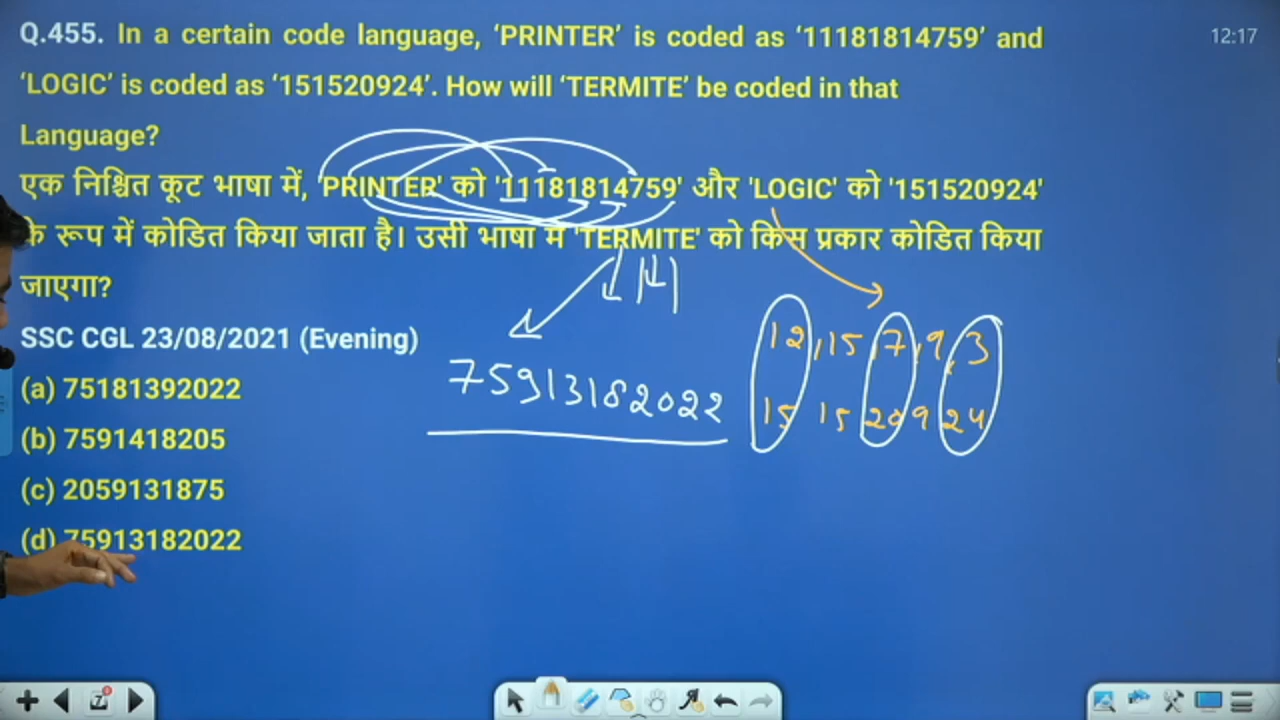 Q.455. In a certain code language, ‘PRINTER’ is coded as ‘11181814759’ and
12:17
‘LOGIC’ is coded as ‘151520924’. How will ‘TERMITE’ be coded in that
Language?
एक निश्चित कूट भाषा में, 'PRINTER' को '11181814759' और 'LOGIC' को '151520924'
के रूप में कोडित किया जाता है। उसी भाषा में 'TERMITE' को किस प्रकार कोडित किया
जाएगा?
SSC CGL 23/08/2021 (Evening)
12, 15, 7, 9, 3
(a) 75181392022
75913182022
15 15 20 9 24
(b) 7591418205
(c) 2059131875
(d) 75913182022